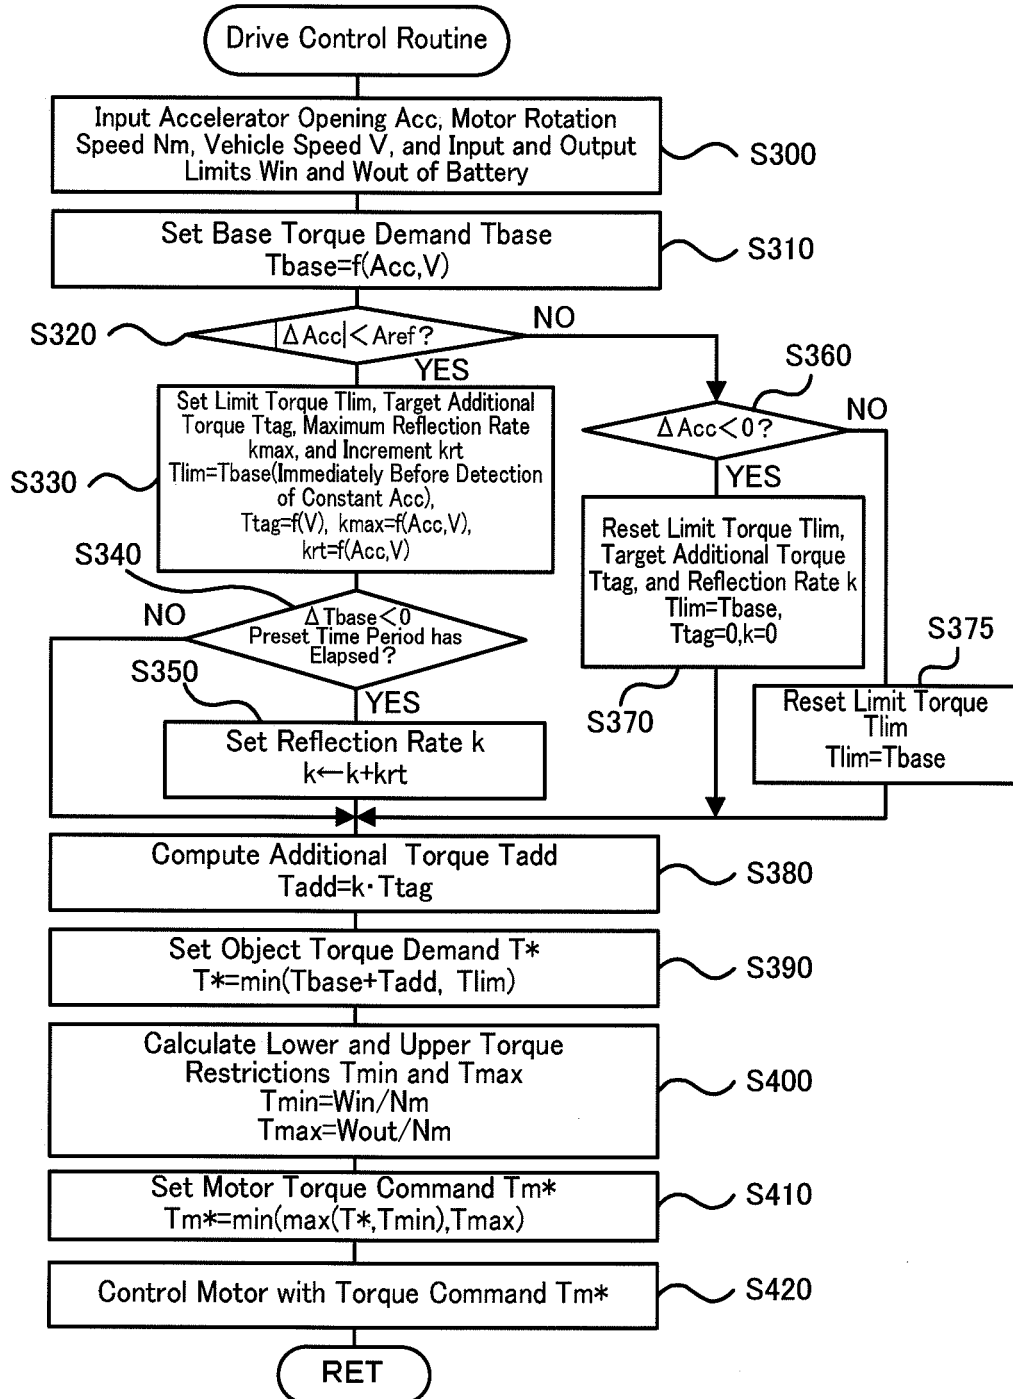 Drive Control Routine
Input Accelerator Opening Acc, Motor Rotation
Speed Nm, Vehicle Speed V, and Input and Output
Limits Win and Wout of Battery
S300
Set Base Torque Demand Tbase
Tbase=f(Acc,V)
S310
S320
|ΔAcc|<Aref?
NO
YES
S330
Set Limit Torque Tlim, Target Additional
Torque Ttag, Maximum Reflection Rate
kmax, and Increment krt
Tlim=Tbase(Immediately Before Detection
of Constant Acc),
Ttag=f(V), kmax=f(Acc,V),
krt=f(Acc,V)
S360
ΔAcc<0?
NO
YES
S340
ΔTbase<0
Preset Time Period has
Elapsed?
NO
YES
Reset Limit Torque Tlim,
Target Additional Torque
Ttag, and Reflection Rate k
Tlim=Tbase,
Ttag=0,k=0
S370
S375
Reset Limit Torque
Tlim
Tlim=Tbase
S350
Set Reflection Rate k
k←k+krt
Compute Additional Torque Tadd
Tadd=k·Ttag
S380
Set Object Torque Demand T*
T*=min(Tbase+Tadd, Tlim)
S390
Calculate Lower and Upper Torque
Restrictions Tmin and Tmax
Tmin=Win/Nm
Tmax=Wout/Nm
S400
Set Motor Torque Command Tm*
Tm*=min(max(T*,Tmin),Tmax)
S410
Control Motor with Torque Command Tm*
S420
RET